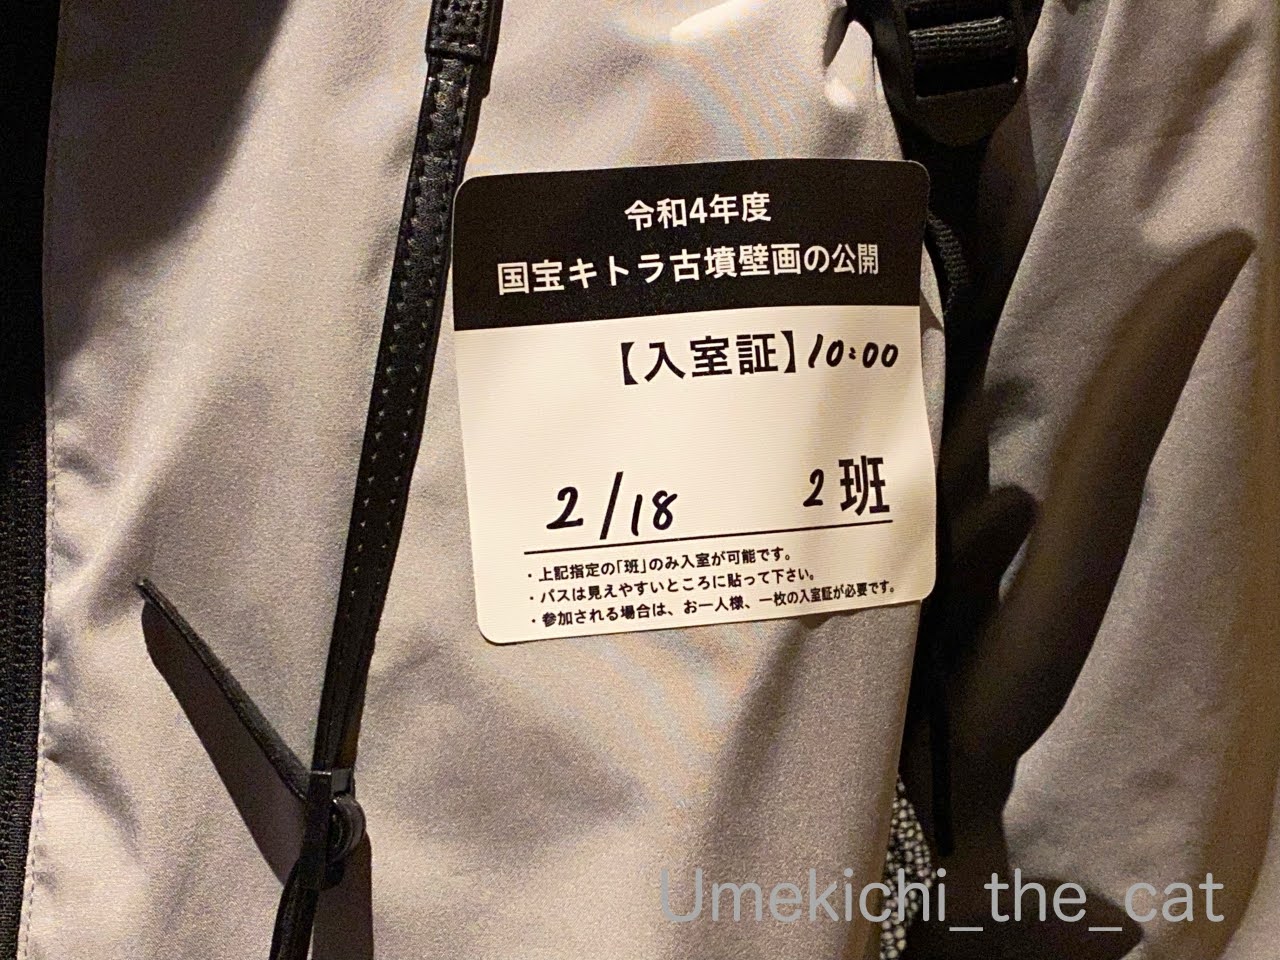 令和4年度
国宝キトラ古墳壁画の公開
【入室証】10:00
2/18 2班
・上記指定の「班」のみ入室が可能です。
・パスは見えやすいところに貼って下さい。
・参加される場合は、お一人様、一枚の入室証が必要です。
Umekichi_the_cat